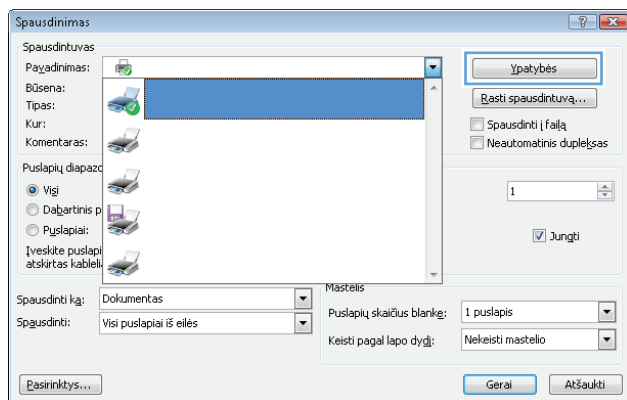 Spausdinimas
Spausdintuvas
Pavadinimas:
Ypatybės
Būsena:
Tipas:
Rasti spausdintuvą...
Kur:
Spausdinti į failą
Komentaras:
Neautomatinis dupleksas
Puslapių diapazo
Visi
1
Dabartinis p
Puslapiai:
Jungti
Įveskite puslapi
atskirtas kableli
Mastelis
Spausdinti ką: Dokumentas
Puslapių skaičius blanke: 1 puslapis
Spausdinti: Visi puslapiai iš eilės
Keisti pagal lapo dydį: Nekeisti mastelio
Pasirinktys...
Gerai
Atšaukti